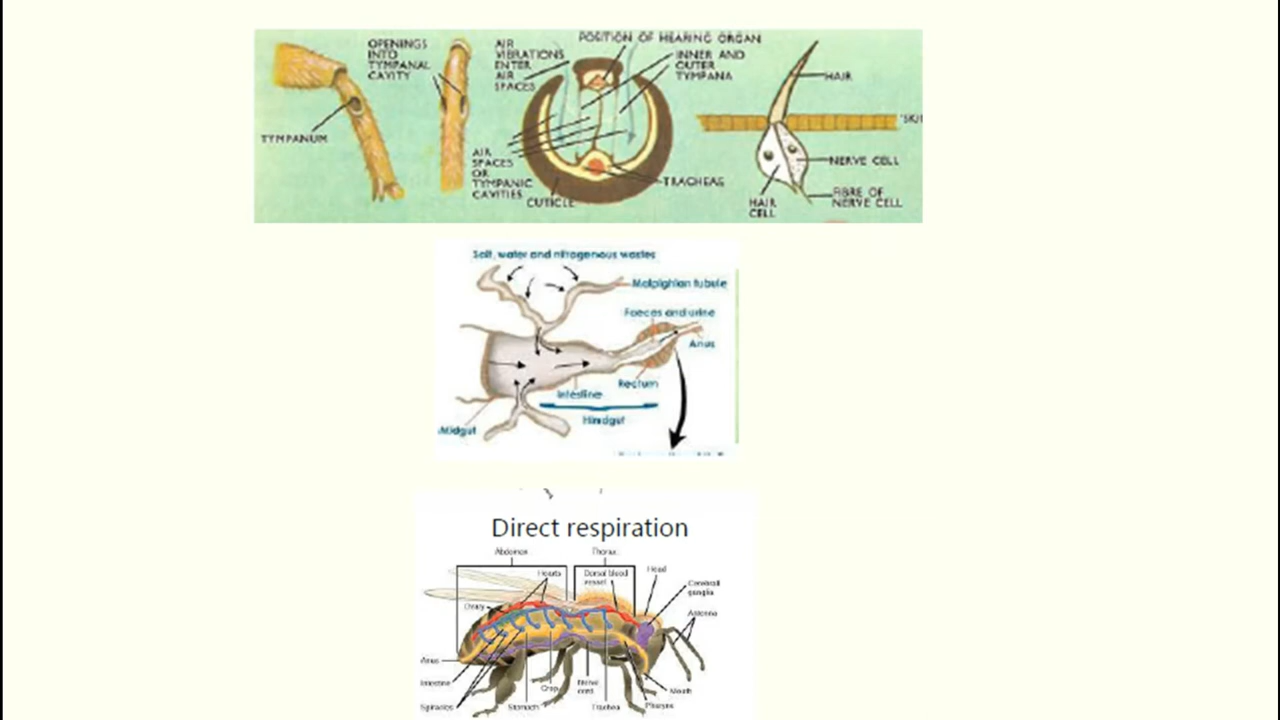 OPENINGS
INTO
TYMPANAL
CAVITY
TYMPANUM
AIR
VIBRATIONS
ENTER
AIR
SPACES
POSITION OF HEARING ORGAN
INNER AND
OUTER
TYMPANA
AIR
SPACES
OR
TYMPANIC
CAVITIES
CUTICLE
TRACHEAE
HAIR
NERVE CELL
HAIR
CELL
FIBRE OF
NERVE CELL
Salt, water and nitrogenous wastes
Malpighian tubule
Faeces and urine
Anus
Rectum
Intestine
Hindgut
Midgut
Direct respiration
Abdomen
Thorax
Hearts
Dorsal blood
vessel
Head
Cerebral
ganglia
Antenna
Ovary
Anus
Intestine
Spiracles
Stomach
Crop
cord
Trachea
Pharynx
Mouth